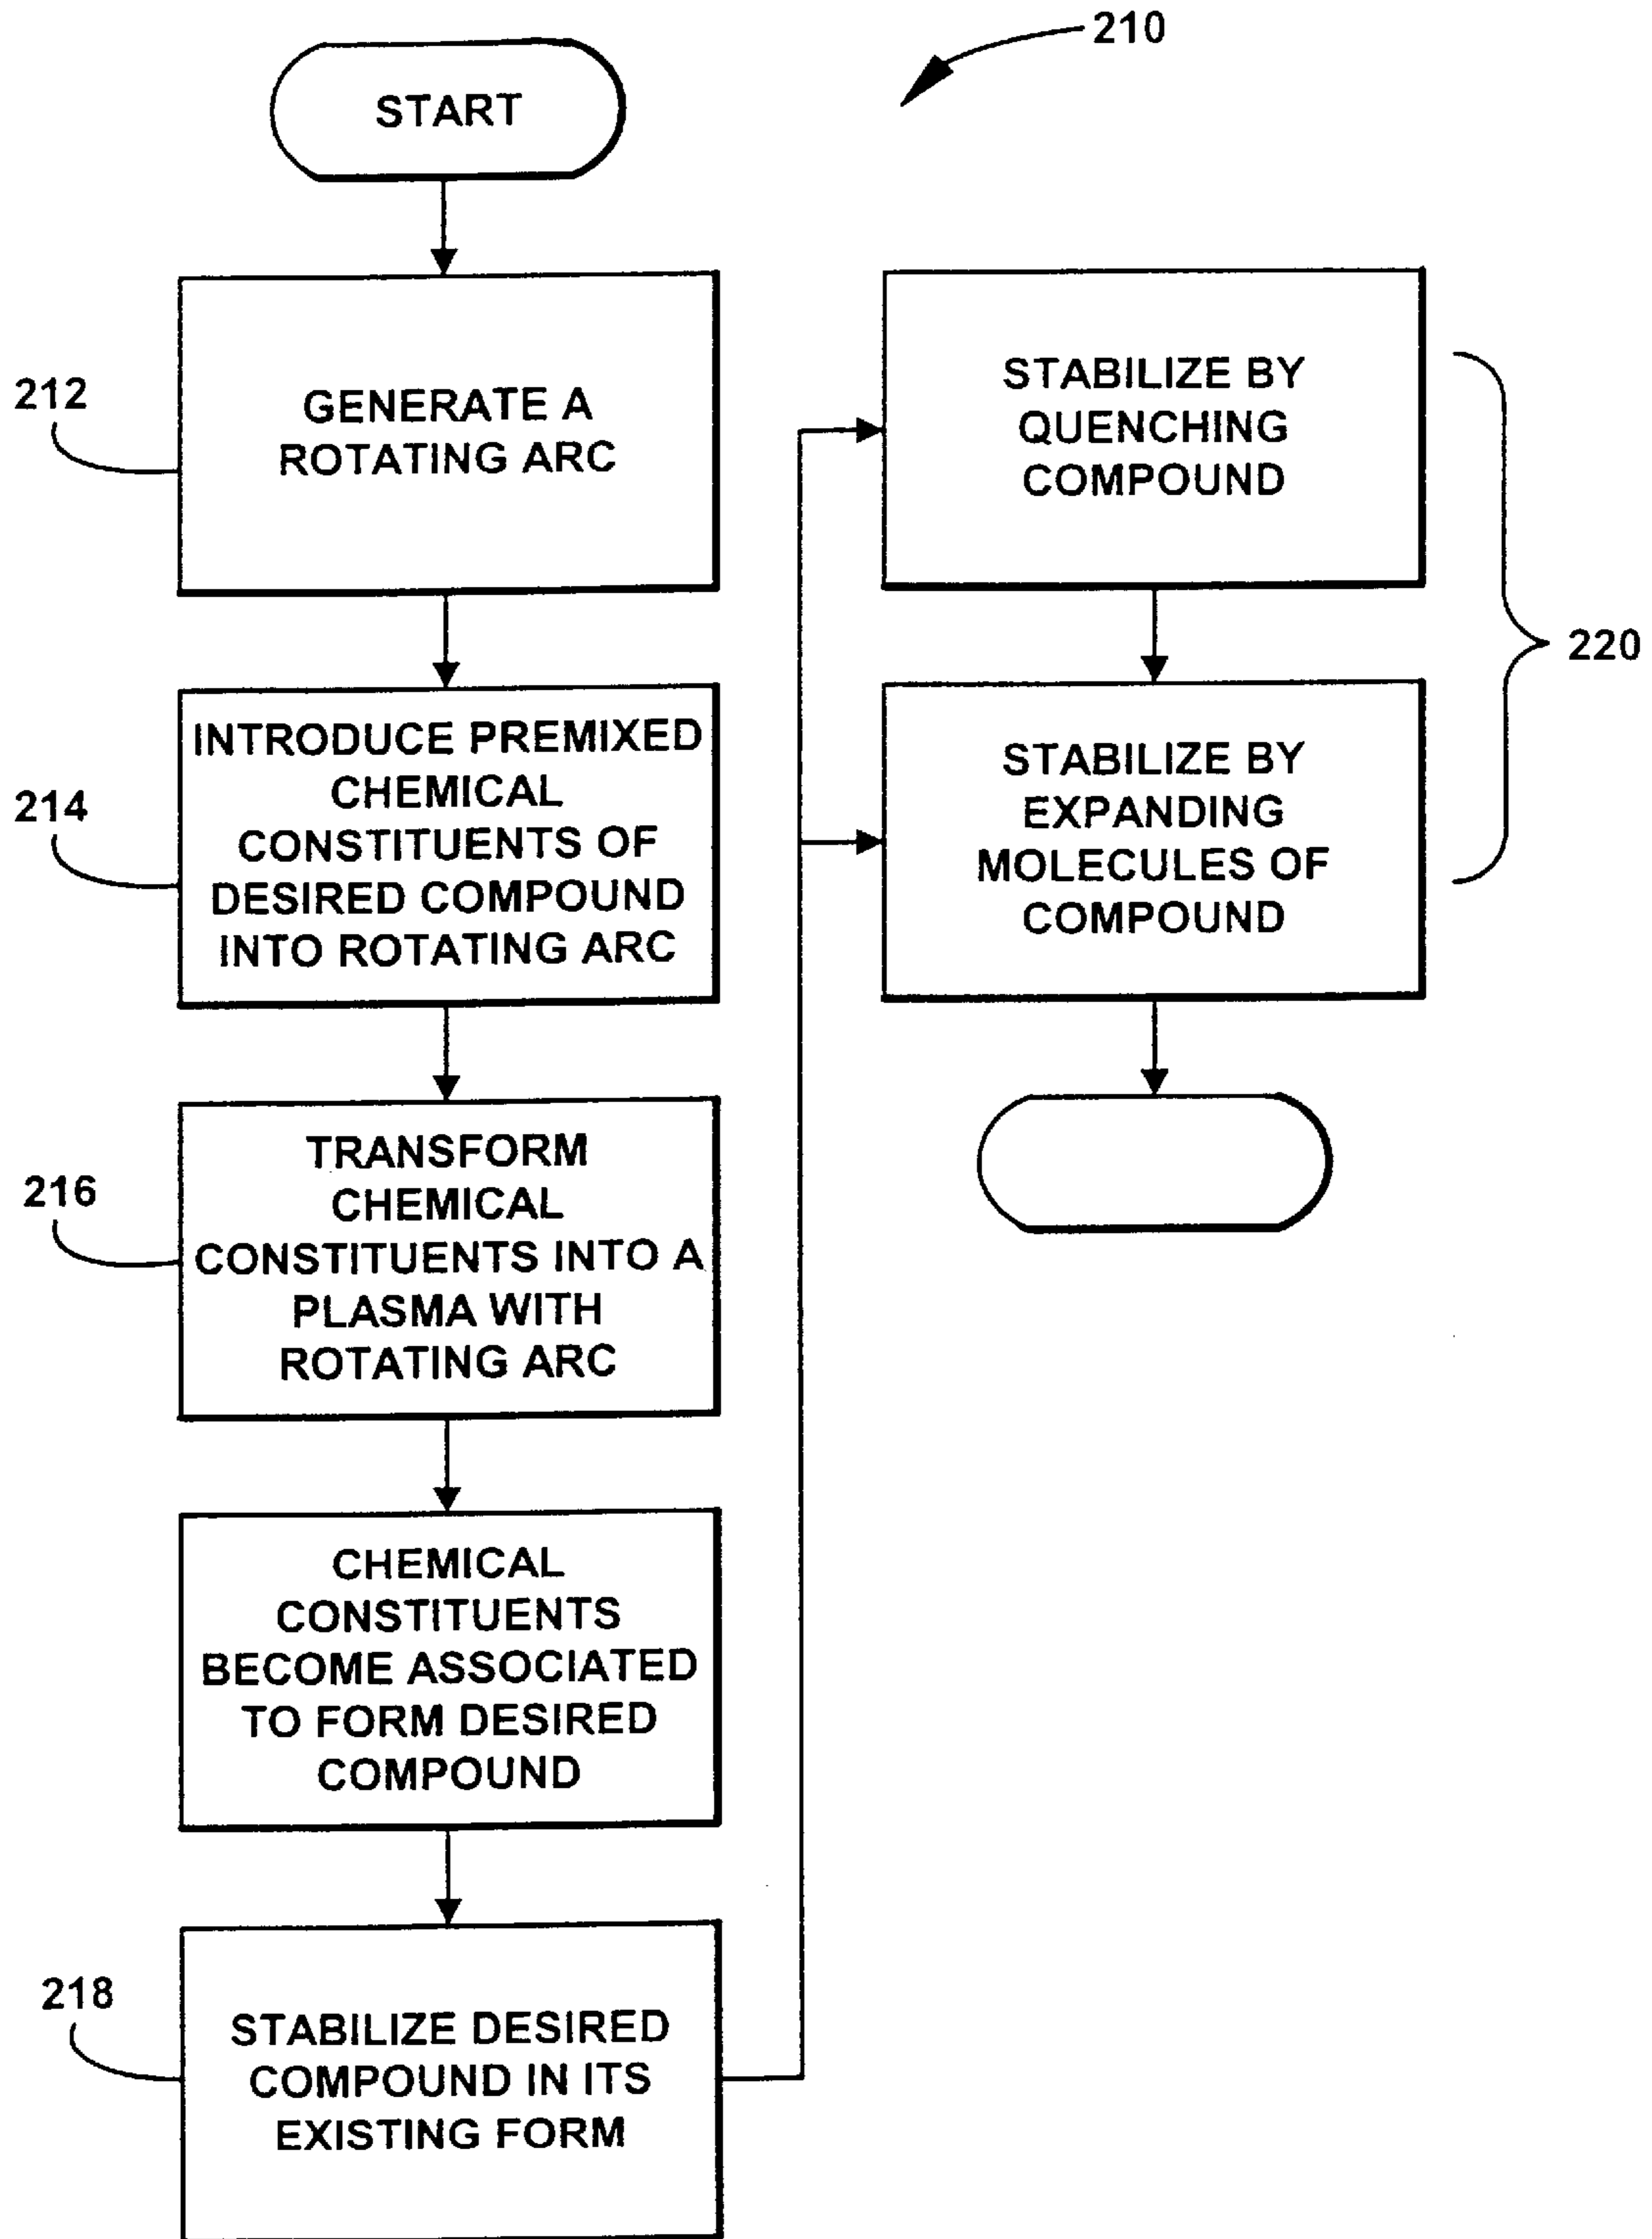 210
START
212
GENERATE A
ROTATING ARC
214
INTRODUCE PREMIXED
CHEMICAL
CONSTITUENTS OF
DESIRED COMPOUND
INTO ROTATING ARC
216
TRANSFORM
CHEMICAL
CONSTITUENTS INTO A
PLASMA WITH
ROTATING ARC
CHEMICAL
CONSTITUENTS
BECOME ASSOCIATED
TO FORM DESIRED
COMPOUND
218
STABILIZE DESIRED
COMPOUND IN ITS
EXISTING FORM
STABILIZE BY
QUENCHING
COMPOUND
STABILIZE BY
EXPANDING
MOLECULES OF
COMPOUND
220